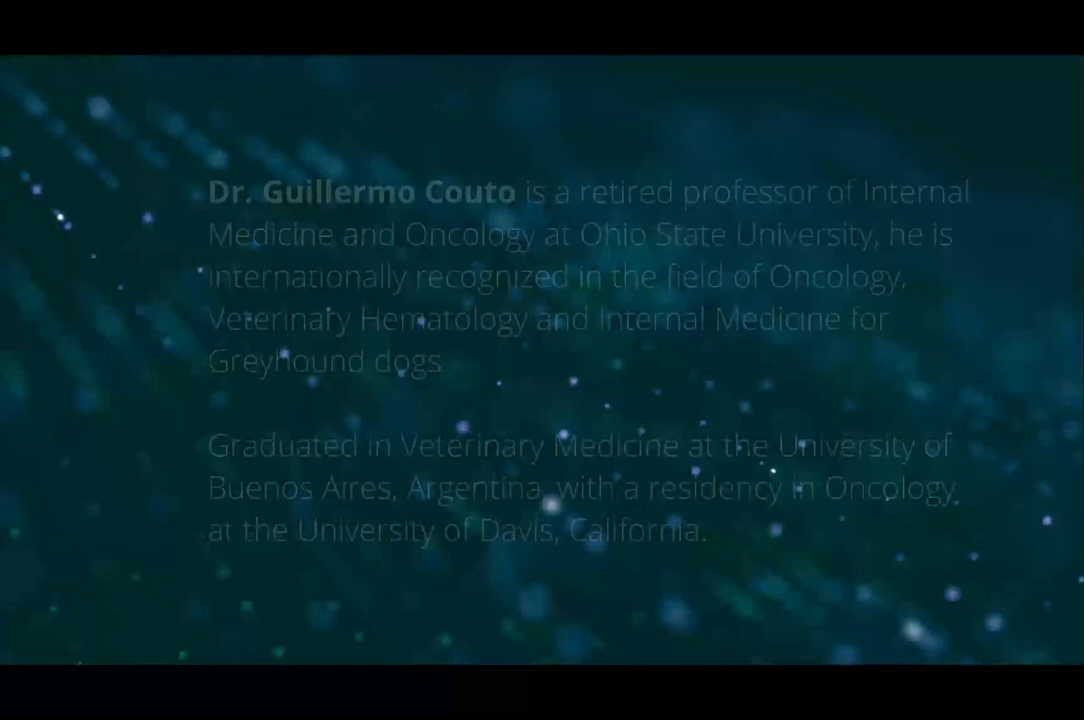 Dr. Guillermo Couto is a retired professor of Internal
Medicine and Oncology at Ohio State University, he is
internationally recognized in the field of Oncology,
Veterinary Hematology and Internal Medicine for
Greyhound dogs.
Graduated in Veterinary Medicine at the University of
Buenos Aires, Argentina, with a residency in Oncology
at the University of Davis, California.